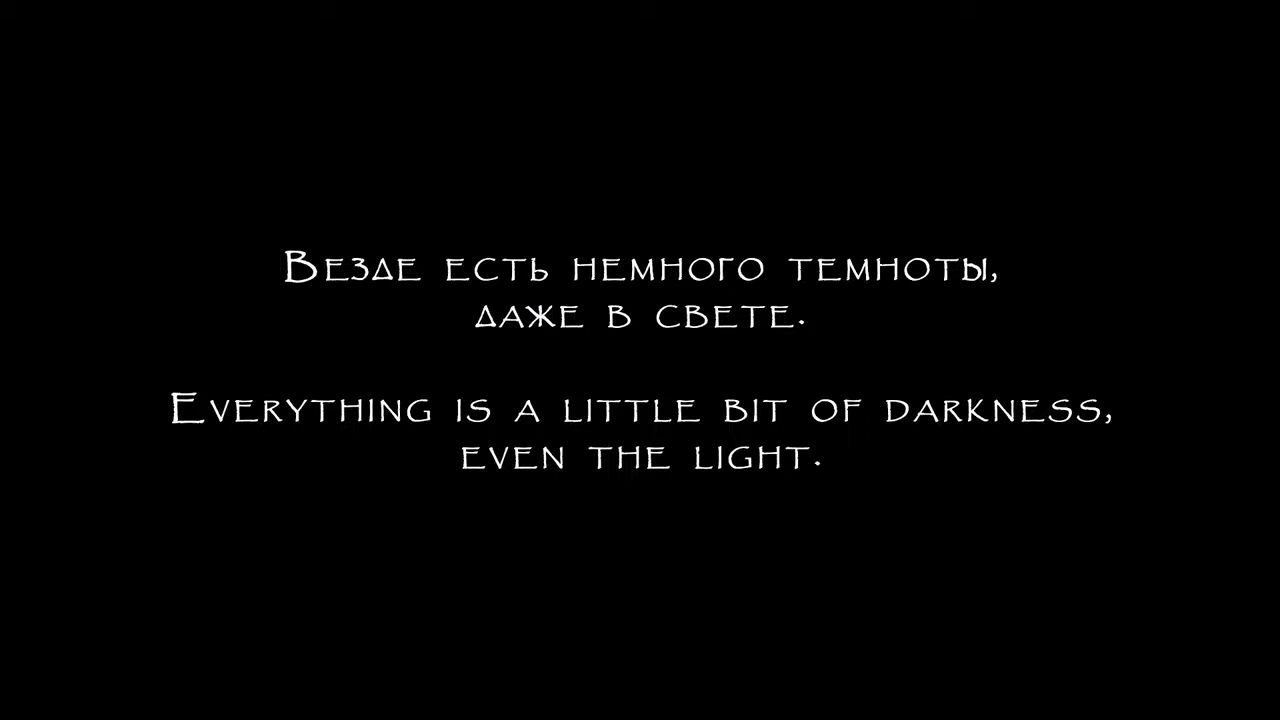 Везде есть немного темноты,
даже в свете.
Everything is a little bit of darkness,
even the light.